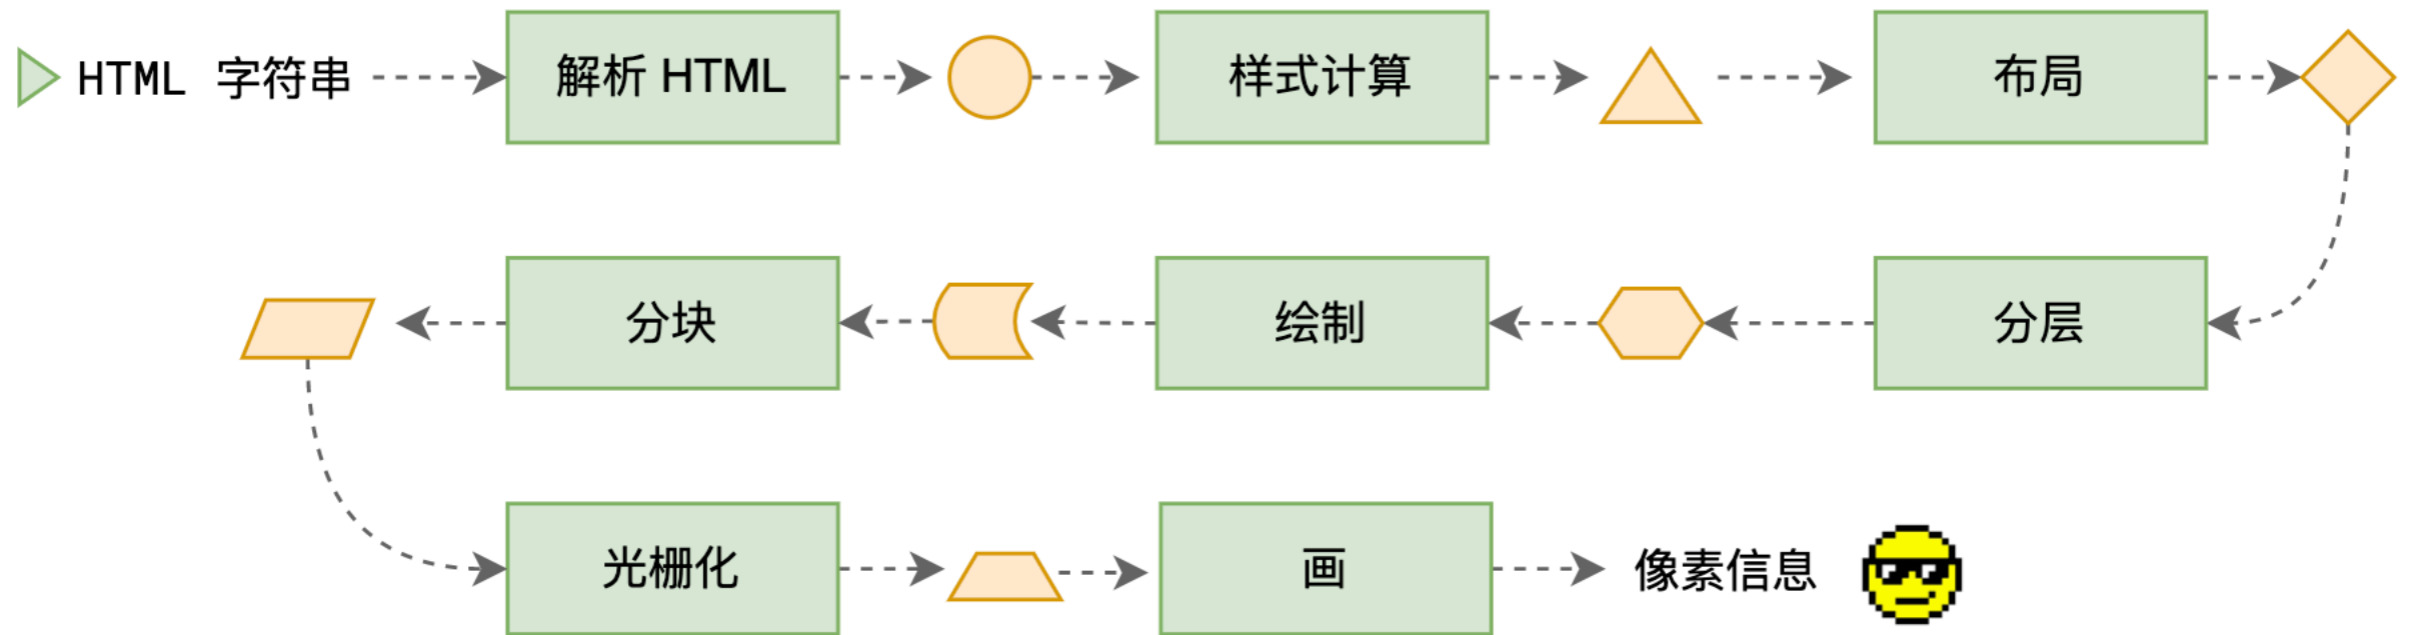 HTML 字符串
解析 HTML
样式计算
布局
分层
绘制
分块
光栅化
画
像素信息